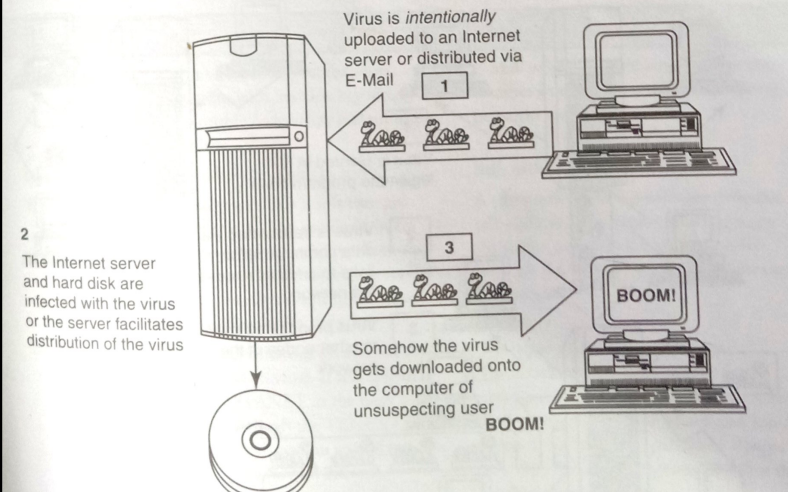 Virus is intentionally
uploaded to an Internet
server or distributed via
E-Mail
1
2
The Internet server
and hard disk are
infected with the virus
or the server facilitates
distribution of the virus
3
BOOM!
Somehow the virus
gets downloaded onto
the computer of
unsuspecting user
BOOM!